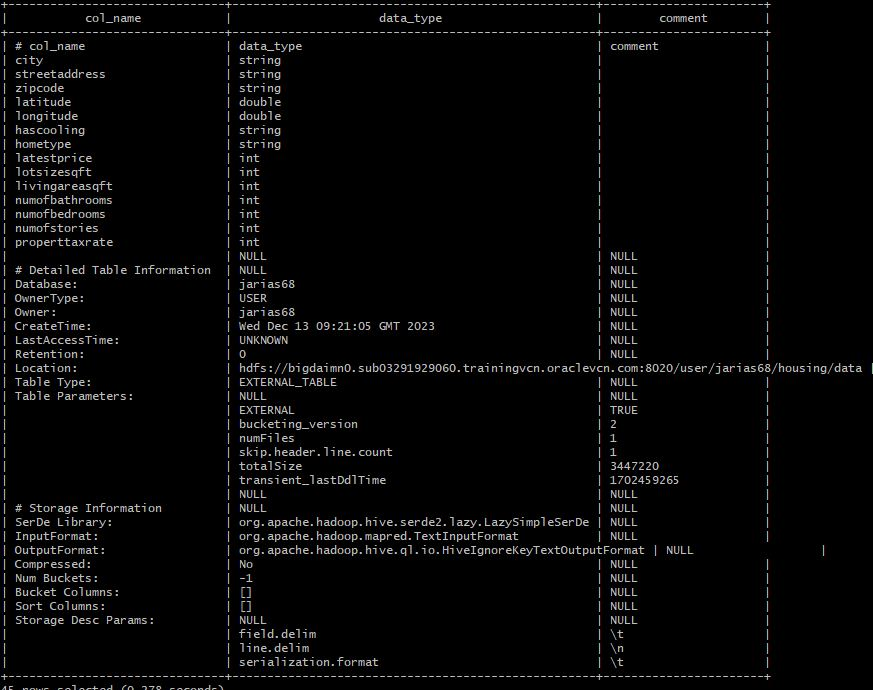 +------------------------------+------------------------------------------------+----------------------+
| col_name | data_type | comment |
+------------------------------+------------------------------------------------+----------------------+
| # col_name | data_type | comment |
| city | string | |
| streetaddress | string | |
| zipcode | string | |
| latitude | double | |
| longitude | double | |
| hascooling | string | |
| hometype | string | |
| latestprice | int | |
| lotsizesqft | int | |
| livingareasqft | int | |
| numofbathrooms | int | |
| numofbedrooms | int | |
| numofstories | int | |
| properttaxrate | int | |
| | NULL | NULL |
| # Detailed Table Information | NULL | NULL |
| Database: | jarias68 | NULL |
| OwnerType: | USER | NULL |
| Owner: | jarias68 | NULL |
| CreateTime: | Wed Dec 13 09:21:05 GMT 2023 | NULL |
| LastAccessTime: | UNKNOWN | NULL |
| Retention: | 0 | NULL |
| Location: | hdfs://bigdaimn0.sub03291929060.trainingvcn.oraclevcn.com:8020/user/jarias68/housing/data |
| Table Type: | EXTERNAL_TABLE | NULL |
| Table Parameters: | NULL | NULL |
| | EXTERNAL | TRUE |
| | bucketing_version | 2 |
| | numFiles | 1 |
| | skip.header.line.count | 1 |
| | totalSize | 3447220 |
| | transient_lastDdlTime | 1702459265 |
| | NULL | NULL |
| # Storage Information | NULL | NULL |
| SerDe Library: | org.apache.hadoop.hive.serde2.lazy.LazySimpleSerDe | NULL |
| InputFormat: | org.apache.hadoop.mapred.TextInputFormat | NULL |
| OutputFormat: | org.apache.hadoop.hive.ql.io.HiveIgnoreKeyTextOutputFormat | NULL |
| Compressed: | No | NULL |
| Num Buckets: | -1 | NULL |
| Bucket Columns: | [] | NULL |
| Sort Columns: | [] | NULL |
| Storage Desc Params: | NULL | NULL |
| | field.delim | \t |
| | line.delim | \n |
| | serialization.format | \t |
+------------------------------+------------------------------------------------+----------------------+
45 rows selected (0.278 seconds)